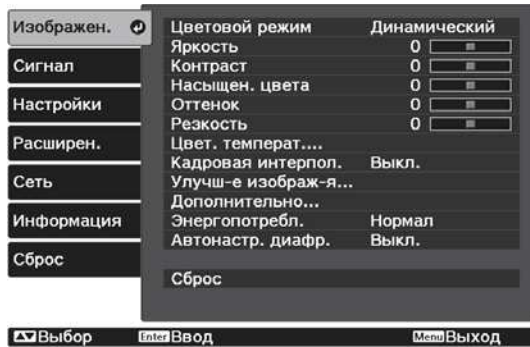 Изображен.
Сигнал
Настройки
Расширен.
Сеть
Информация
Сброс
Цветовой режим Динамический
Яркость 0
Контраст 0
Насыщен. цвета 0
Оттенок 0
Резкость 0
Цвет. температ....
Кадровая интерпол. Выкл.
Улучш-е изображ-я...
Дополнительно...
Энергопотребл. Нормал
Автонастр. диафр. Выкл.
Сброс
Выбор Enter Ввод Menu Выход